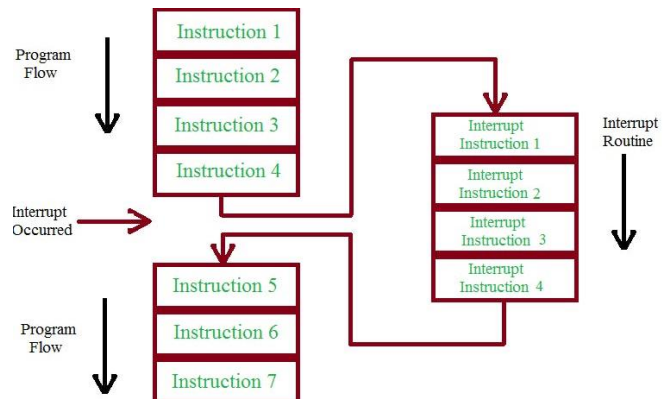 Program
Flow
Instruction 1
Instruction 2
Instruction 3
Instruction 4
Interrupt
Occurred
Program
Flow
Instruction 5
Instruction 6
Instruction 7
Interrupt
Instruction 1
Interrupt
Instruction 2
Interrupt
Instruction 3
Interrupt
Instruction 4
Interrupt
Routine